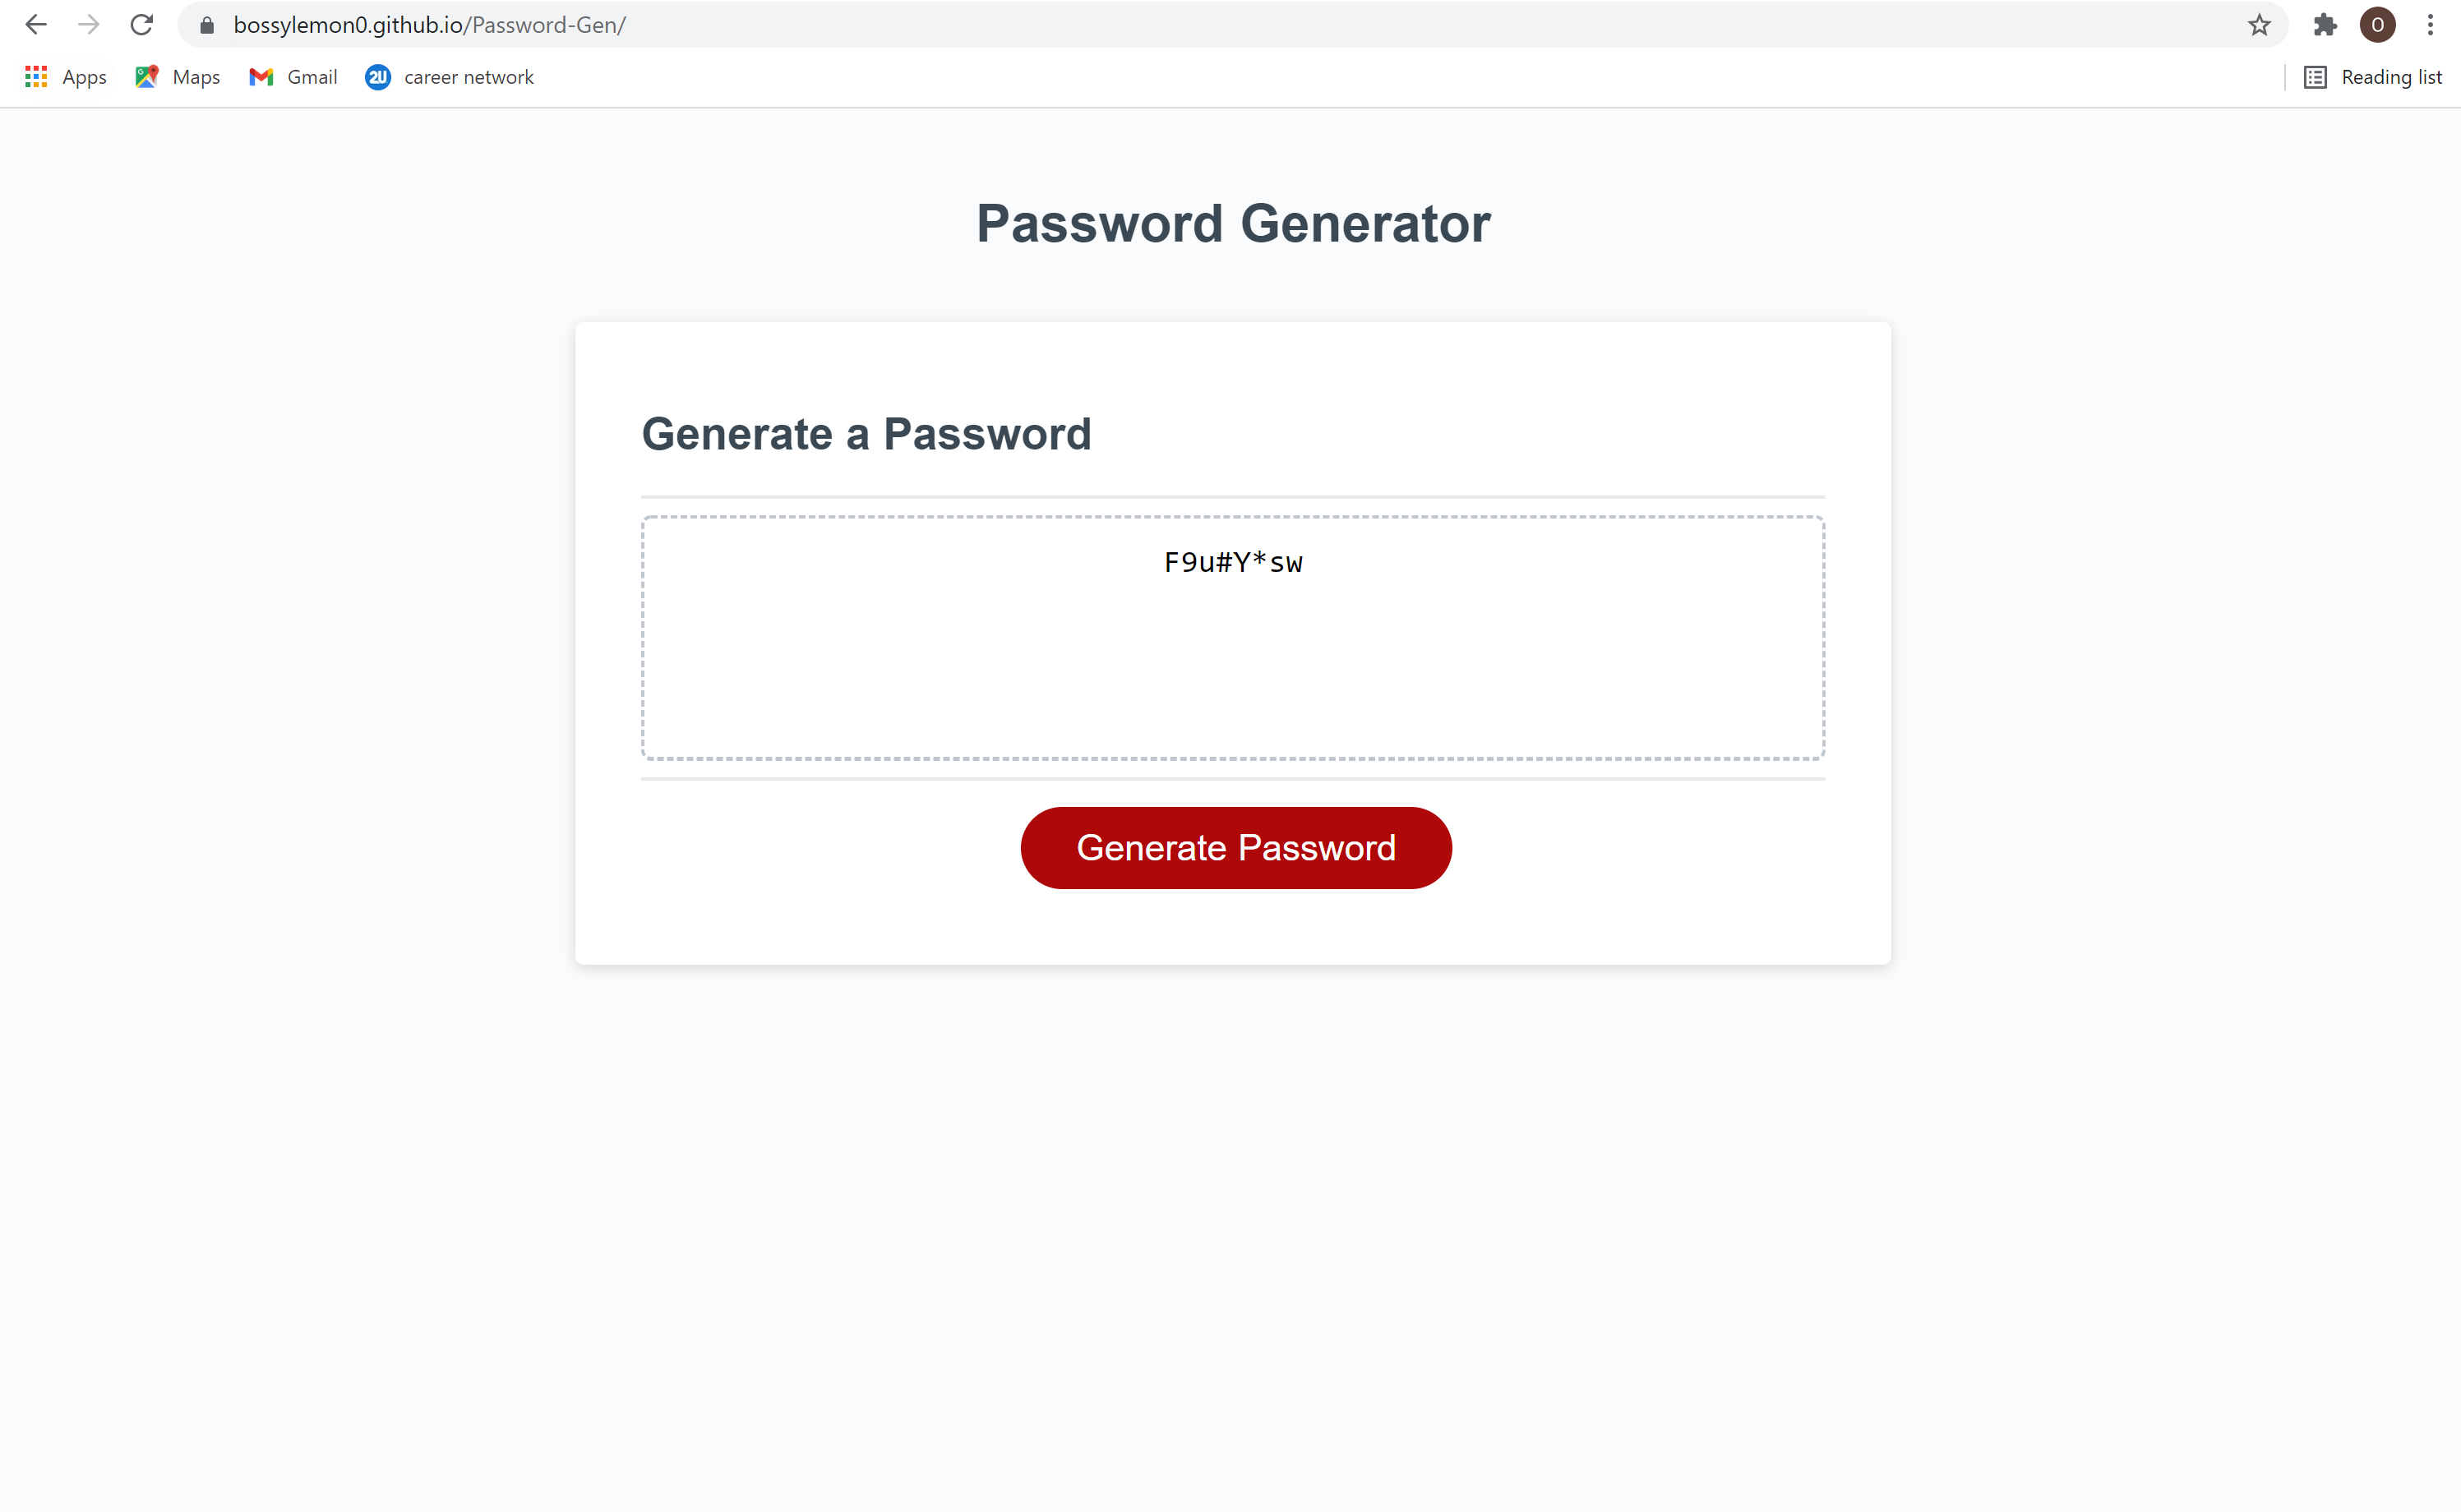 bossylemon0.github.io/Password-Gen/
O
Apps Maps Gmail 2U career network Reading list
Password Generator
Generate a Password
F9u#Y*sw
Generate Password